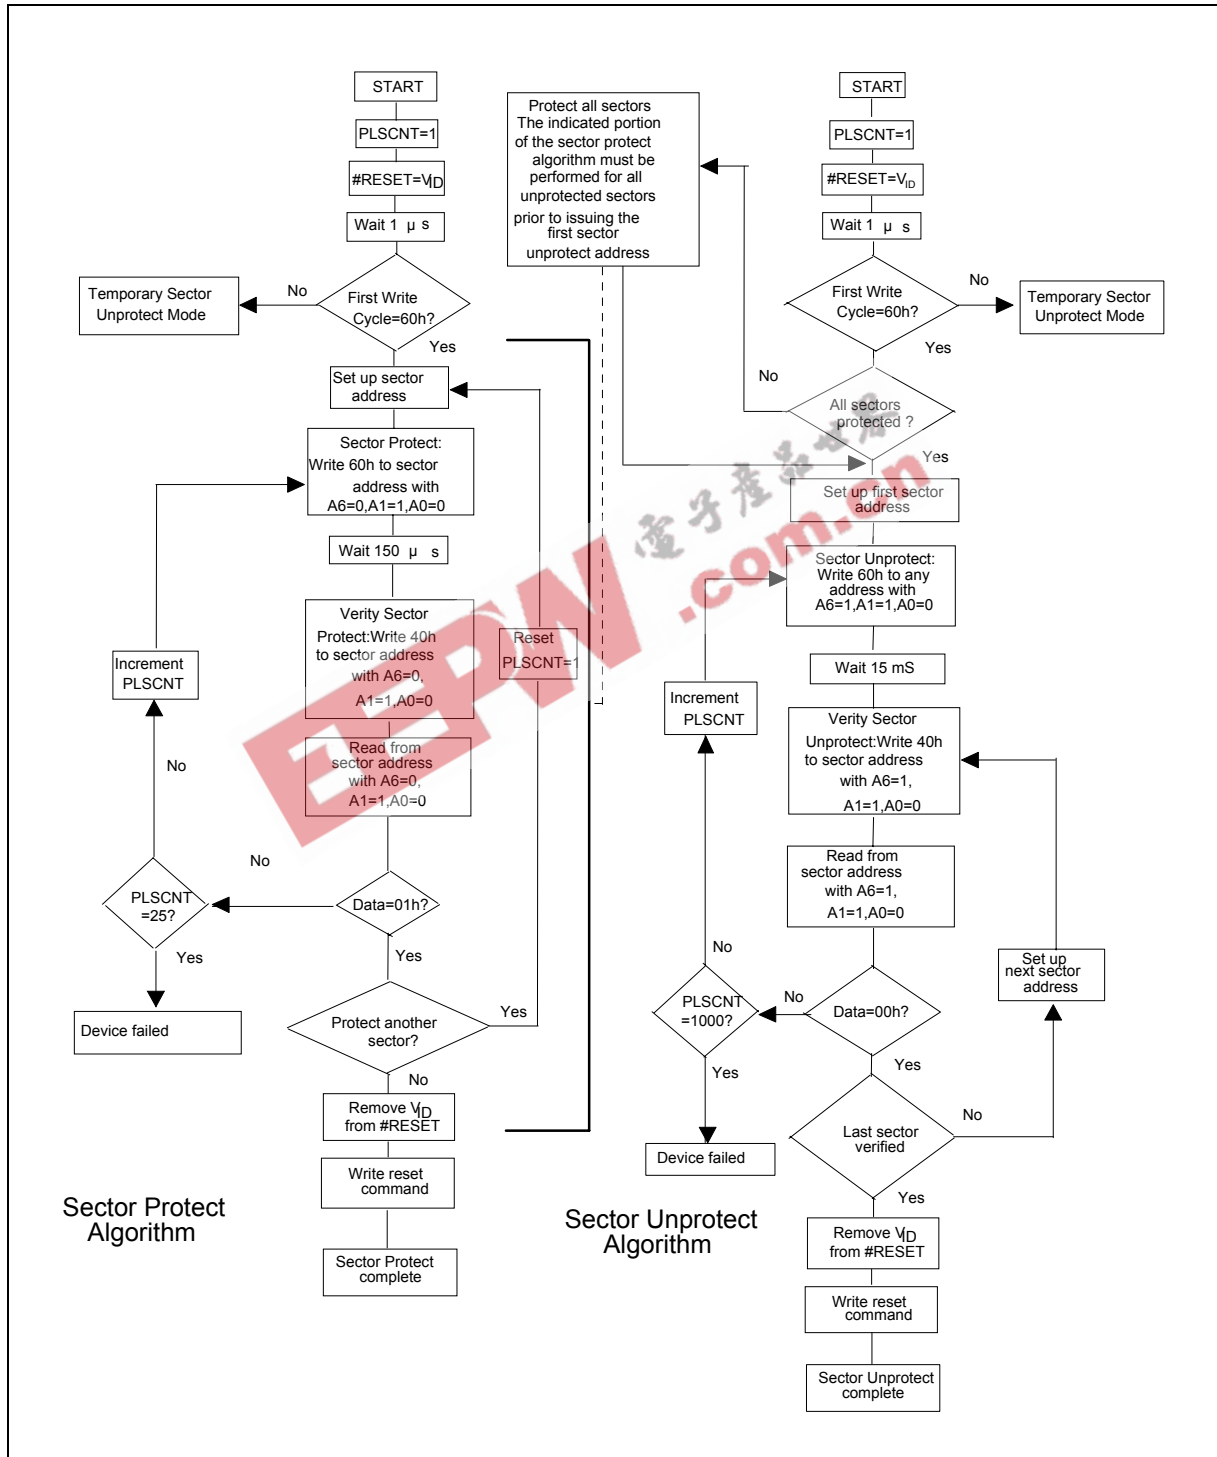 START
PLSCNT=1
#RESET=VID
Wait 1 μ s
First Write
Cycle=60h?
No
Temporary Sector
Unprotect Mode
Yes
Set up sector
address
Sector Protect:
Write 60h to sector
address with
A6=0,A1=1,A0=0
Wait 150 μ s
Verity Sector
Protect:Write 40h
to sector address
with A6=0,
A1=1,A0=0
Reset
PLSCNT=1
Increment
PLSCNT
Read from
sector address
with A6=0,
A1=1,A0=0
No
No
PLSCNT
=25?
Data=01h?
Yes
Yes
Device failed
Protect another
sector?
Yes
No
Remove VID
from #RESET
Write reset
command
Sector Protect
complete
Sector Protect
Algorithm
Protect all sectors
The indicated portion
of the sector protect
algorithm must be
performed for all
unprotected sectors
prior to issuing the
first sector
unprotect address
START
PLSCNT=1
#RESET=VID
Wait 1 μ s
First Write
Cycle=60h?
No
Temporary Sector
Unprotect Mode
Yes
No
All sectors
protected ?
Yes
Set up first sector
address
Sector Unprotect:
Write 60h to any
address with
A6=1,A1=1,A0=0
Wait 15 mS
Increment
PLSCNT
Verity Sector
Unprotect:Write 40h
to sector address
with A6=1,
A1=1,A0=0
Read from
sector address
with A6=1,
A1=1,A0=0
No
PLSCNT
=1000?
No
Data=00h?
Set up
next sector
address
Yes
Yes
Device failed
Last sector
verified
No
Yes
Remove VID
from #RESET
Write reset
command
Sector Unprotect
complete
Sector Unprotect
Algorithm
EEPW
.com.cn
電子產品世界